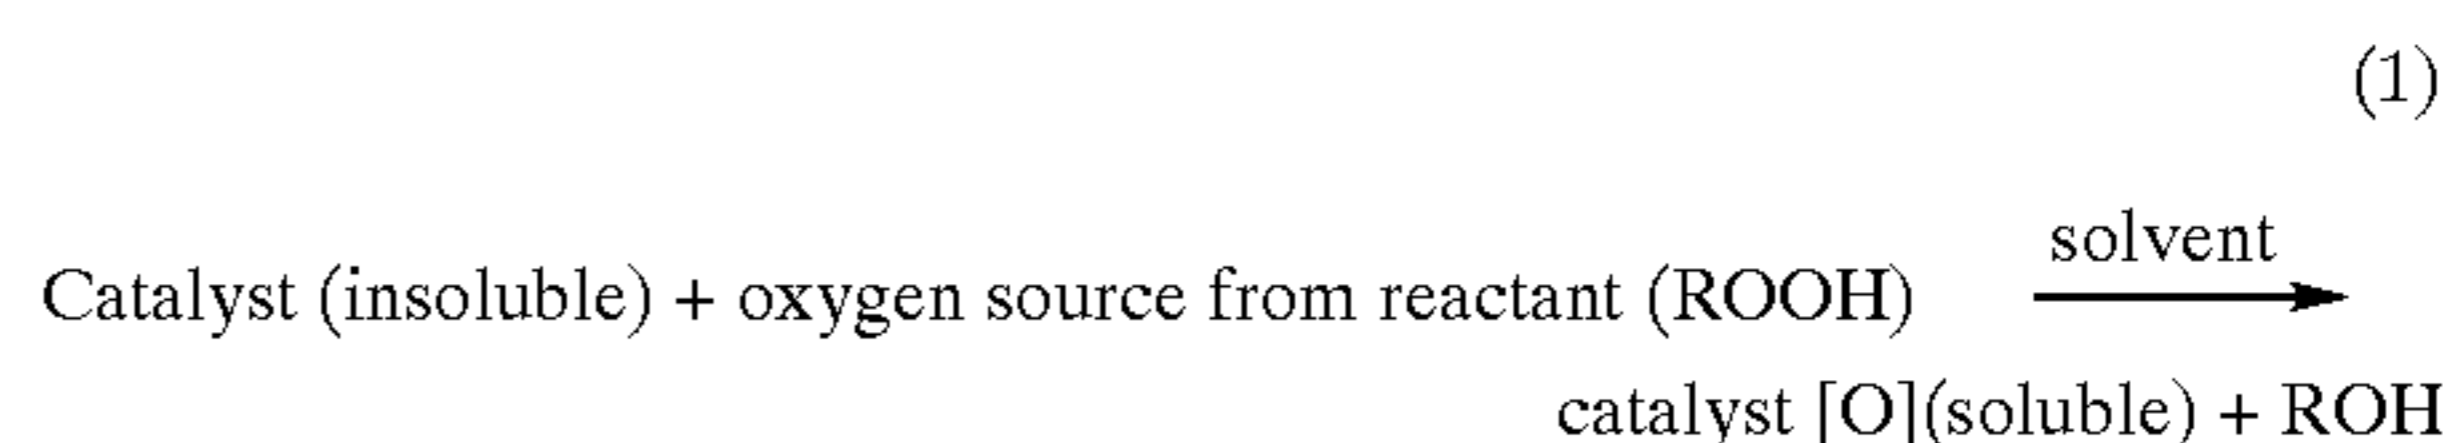 (1)
solvent
Catalyst (insoluble) + oxygen source from reactant (ROOH)
catalyst [O](soluble) + ROH